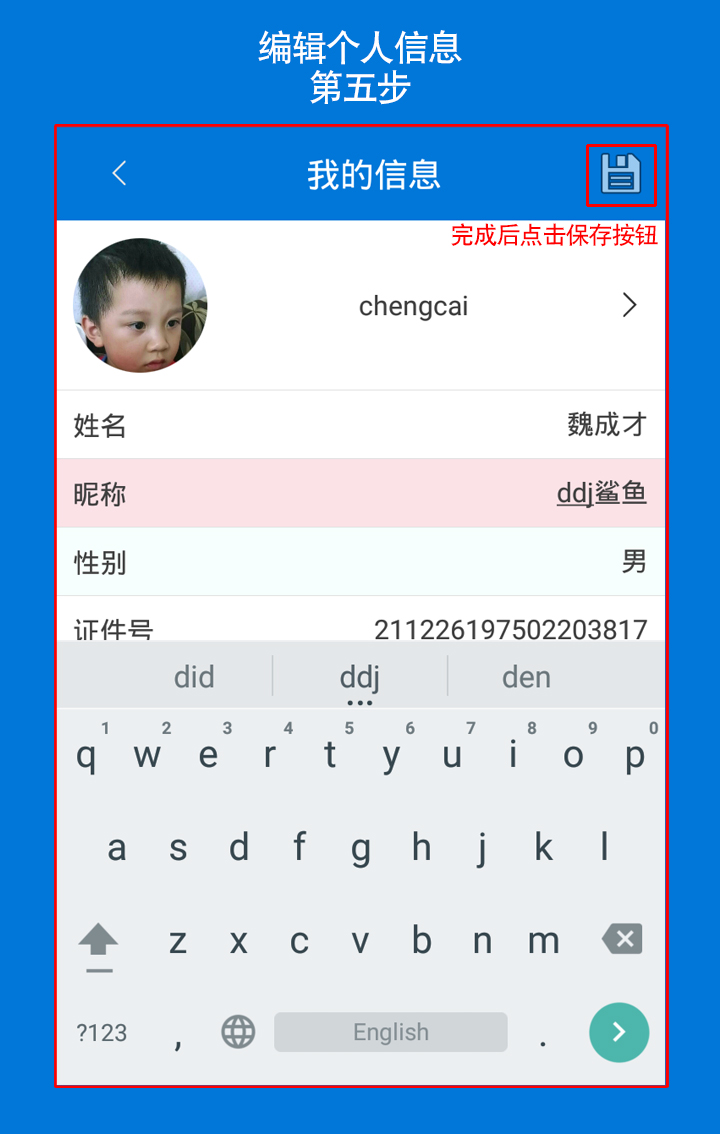 编辑个人信息
第五步
我的信息
完成后点击保存按钮
chengcai
姓名 魏成才
昵称 ddj鲨鱼
性别 男
证件号 211226197502203817
did ddj den
1 2 3 4 5 6 7 8 9 0
q w e r t y u i o p
a s d f g h j k l
z x c v b n m
?123 , English .